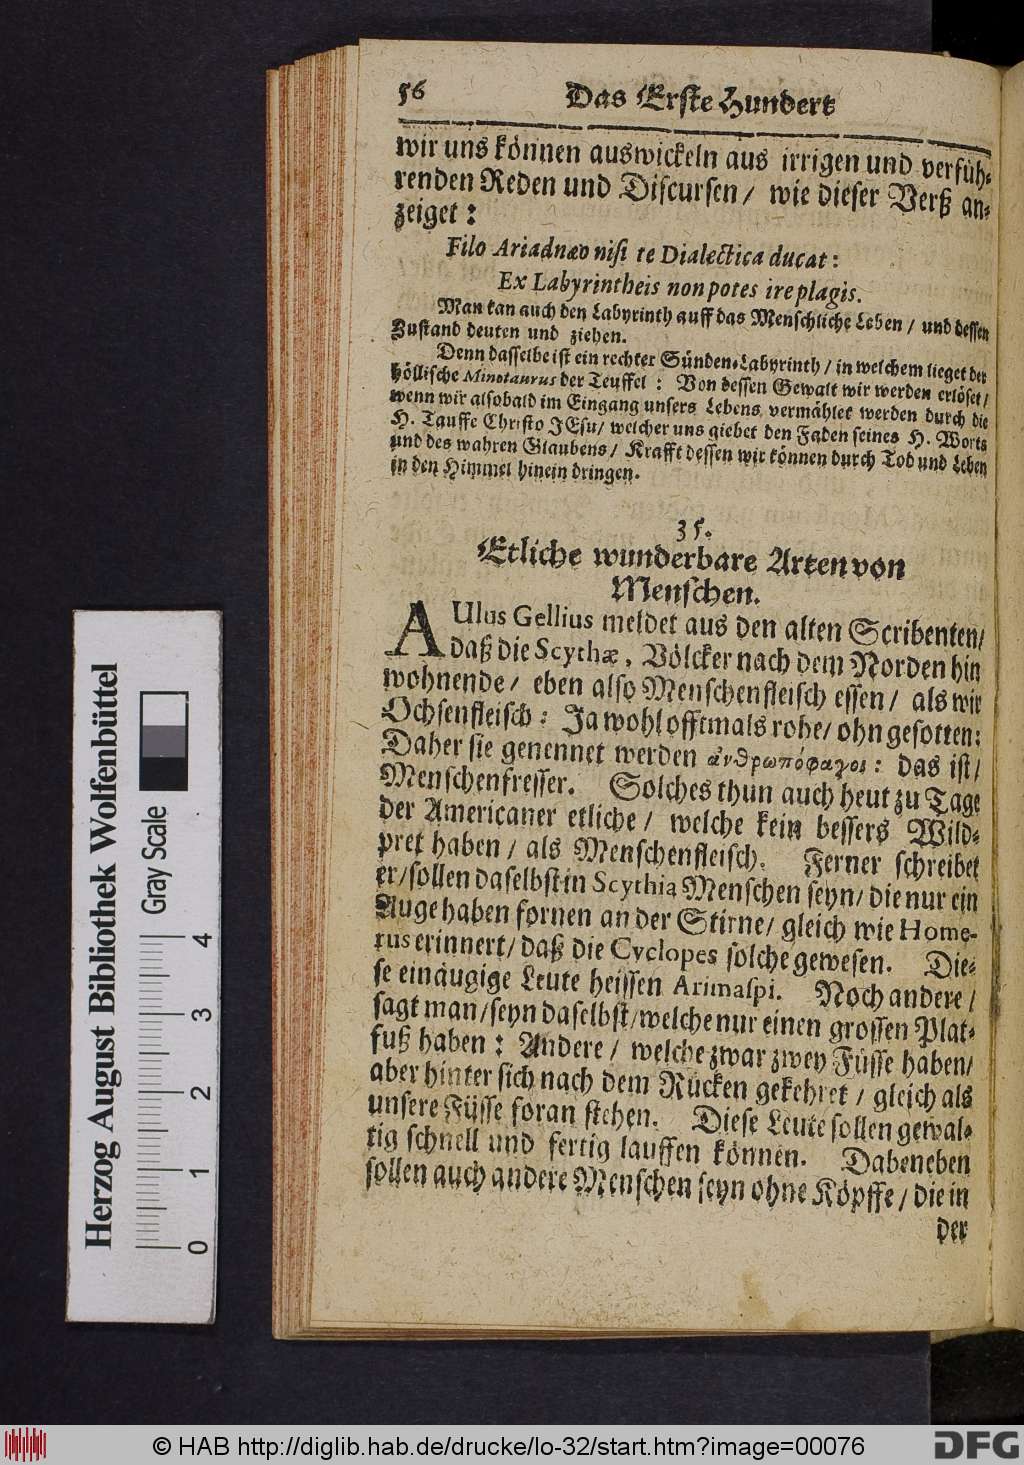 56 Das Erste Hundert
wir uns können auswickeln aus irrigen und verfüh-
renden Reden und Discursen / wie dieser Verß an-
zeiget:
Filo Ariadnæo nisi te Dialectica ducat:
Ex Labyrintheis non potes ire plagis.
Man kan auch den Labyrinth auff das Menschliche Leben / und dessen
Zustand deuten und ziehen.
Denn dasselbe ist ein rechter Sünden-Labyrinth / in welchem lieget der
höllische Minotaurus der Teuffel: Von dessen Gewalt wir werden erlöset /
wenn wir alsobald im Eingang unsers Lebens vermählet werden durch die
H. Tauffe Christo JEsu / welcher uns giebet den Faden seines H. Worts
und des wahren Glaubens / Krafft dessen wir können durch Tod und Leben
in den Himmel hinein dringen.
35.
Etliche wunderbare Arten von
Menschen.
AUlus Gellius meldet aus den alten Scribenten /
daß die Scythæ, Völcker nach dem Norden hin
wohnende / eben also Menschenfleisch essen / als wir
Ochsenfleisch: Ja wohl offtmals rohe / ohn gesotten:
Daher sie genennet werden ἀνθρωπόφαγοι: das ist /
Menschenfresser. Solches thun auch heut zu Tage
der Americaner etliche / welche kein bessers Wild-
pret haben / als Menschenfleisch. Ferner schreibet
er / sollen daselbst in Scythia Menschen seyn / die nur ein
Auge haben fornen an der Stirne / gleich wie Home-
rus erinnert / daß die Cyclopes solche gewesen. Die-
se einäugige Leute heissen Arimaspi. Noch andere /
sagt man / seyn daselbst / welche nur einen grossen Plat-
fuß haben: Andere / welche zwar zwey Füsse haben /
aber hinter sich nach dem Rücken gekehret / gleich als
unsere Füsse foran stehen. Diese Leute sollen gewal-
tig schnell und fertig lauffen können. Dabeneben
sollen auch andere Menschen seyn ohne Köpffe / die in
der
Herzog August Bibliothek Wolfenbüttel
Gray Scale
0 1 2 3 4
© HAB http://diglib.hab.de/drucke/lo-32/start.htm?image=00076
DFG